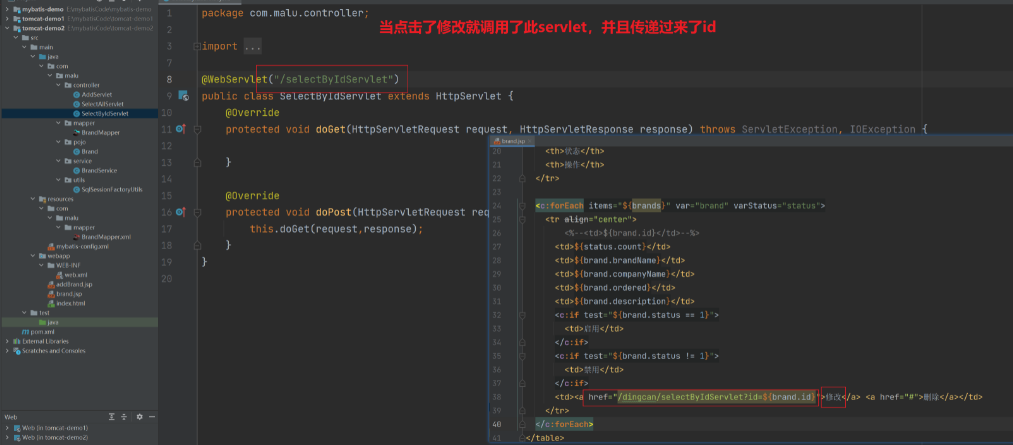 mybatis-demo D:\mybatisCode\mybatis-demo
tomcat-demo1 D:\mybatisCode\tomcat-demo1
tomcat-demo2 D:\mybatisCode\tomcat-demo2
src
main
java
com
malu
controller
AddServlet
SelectAllServlet
SelectByIdServlet
mapper
BrandMapper
pojo
Brand
service
BrandService
utils
SqlSessionFactoryUtils
resources
com
malu
mapper
BrandMapper.xml
mybatis-config.xml
webapp
WEB-INF
web.xml
addBrand.jsp
brand.jsp
index.html
test
java
pom.xml
External Libraries
Scratches and Consoles
Web
Web (in tomcat-demo1)
Web (in tomcat-demo2)
当点击了修改就调用了此servlet，并且传递过来了id
1 package com.malu.controller;
2
3 import ...
7
8 @WebServlet("/selectByIdServlet")
9 public class SelectByIdServlet extends HttpServlet {
10 @Override
11 protected void doGet(HttpServletRequest request, HttpServletResponse response) throws ServletException, IOException {
12
13 }
14
15 @Override
16 protected void doPost(HttpServletRequest req
17 this.doGet(request,response);
18 }
19 }
20
brand.jsp
20 <th>状态</th>
21 <th>操作</th>
22 </tr>
23
24 <c:forEach items="${brands}" var="brand" varStatus="status">
25 <tr align="center">
26 <%--<td>${brand.id}</td>--%>
27 <td>${status.count}</td>
28 <td>${brand.brandName}</td>
29 <td>${brand.companyName}</td>
30 <td>${brand.ordered}</td>
31 <td>${brand.description}</td>
32 <c:if test="${brand.status == 1}">
33 <td>启用</td>
34 </c:if>
35 <c:if test="${brand.status != 1}">
36 <td>禁用</td>
37 </c:if>
38 <td><a href="/dingcan/selectByIdServlet?id=${brand.id}">修改</a> <a href="#">删除</a></td>
39 </tr>
40 </c:forEach>
41 </table>